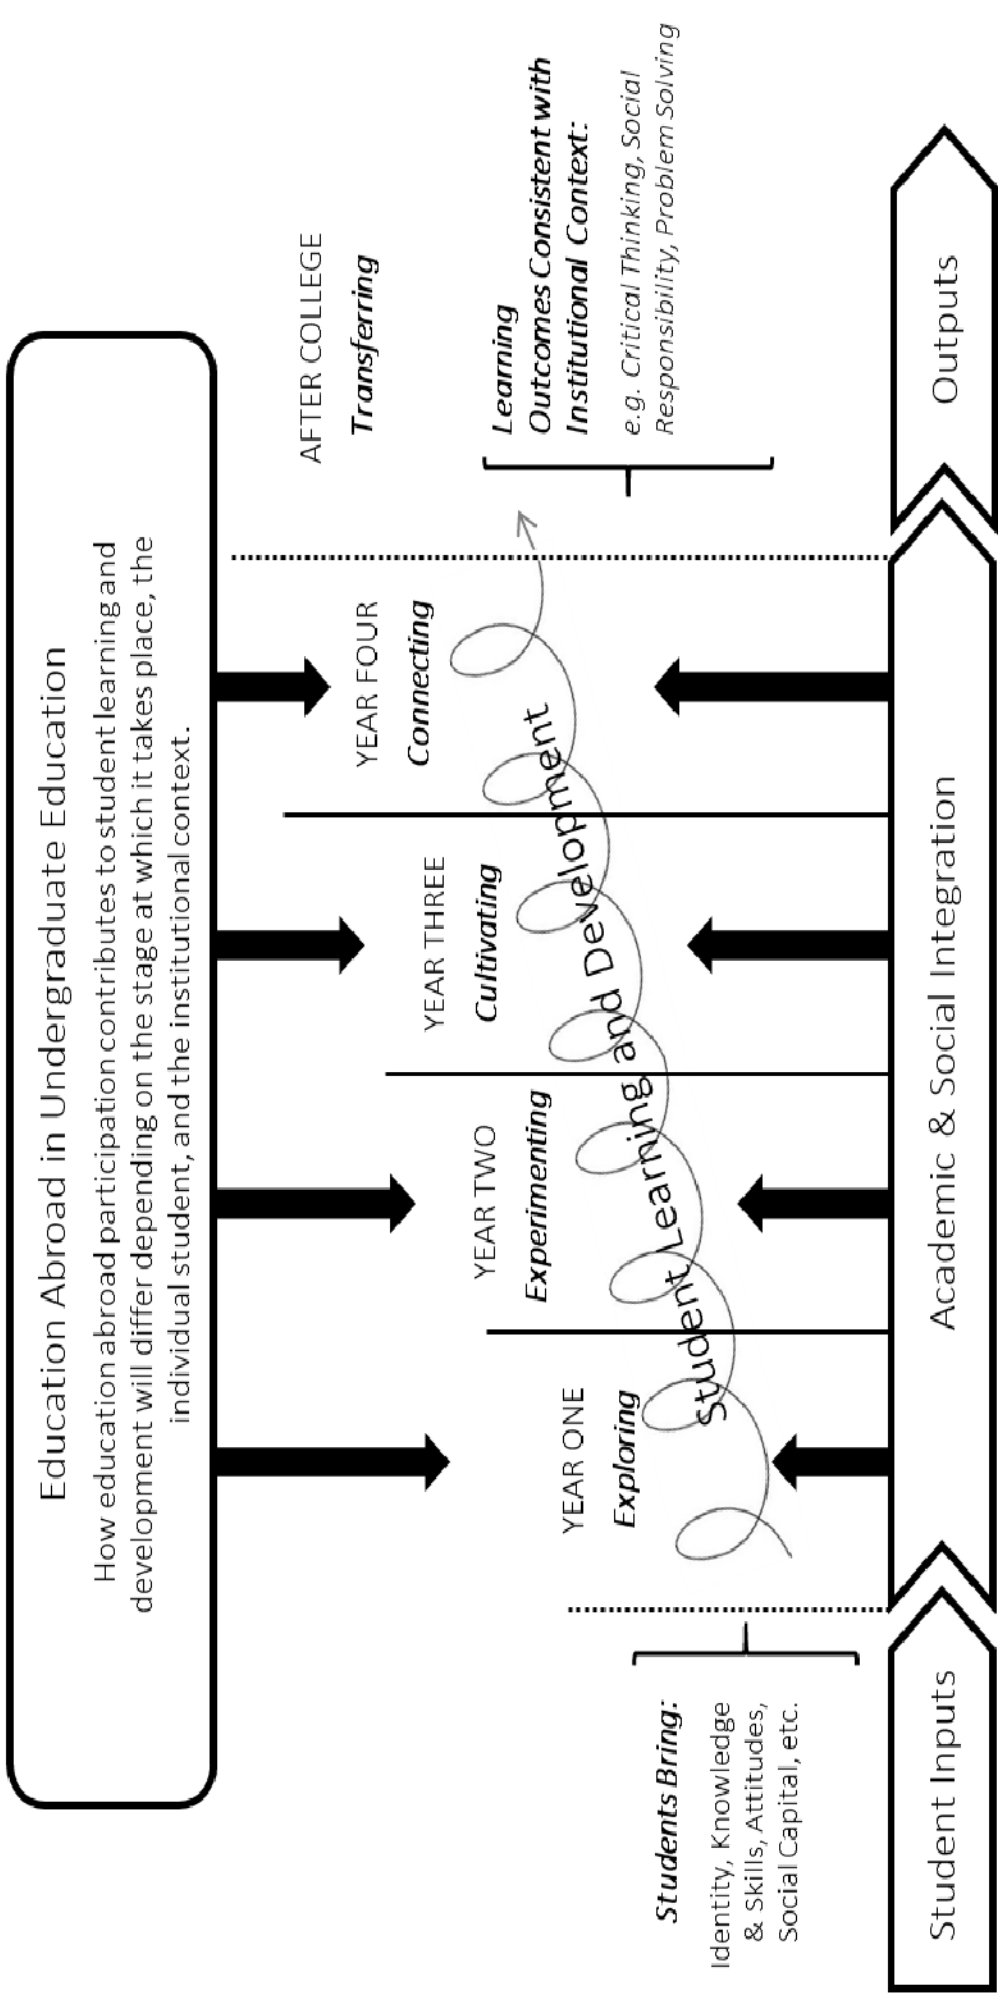 Education Abroad in Undergraduate Education
How education abroad participation contributes to student learning and
development will differ depending on the stage at which it takes place, the
individual student, and the institutional context.
AFTER COLLEGE
Transferring
YEAR FOUR
Connecting
YEAR THREE
Cultivating
YEAR TWO
Experimenting
YEAR ONE
Exploring
Student Learning and Development
Learning
Outcomes Consistent with
Institutional Context:
e.g. Critical Thinking, Social
Responsibility, Problem Solving
Students Bring:
Identity, Knowledge
& Skills, Attitudes,
Social Capital, etc.
Student Inputs
Academic & Social Integration
Outputs